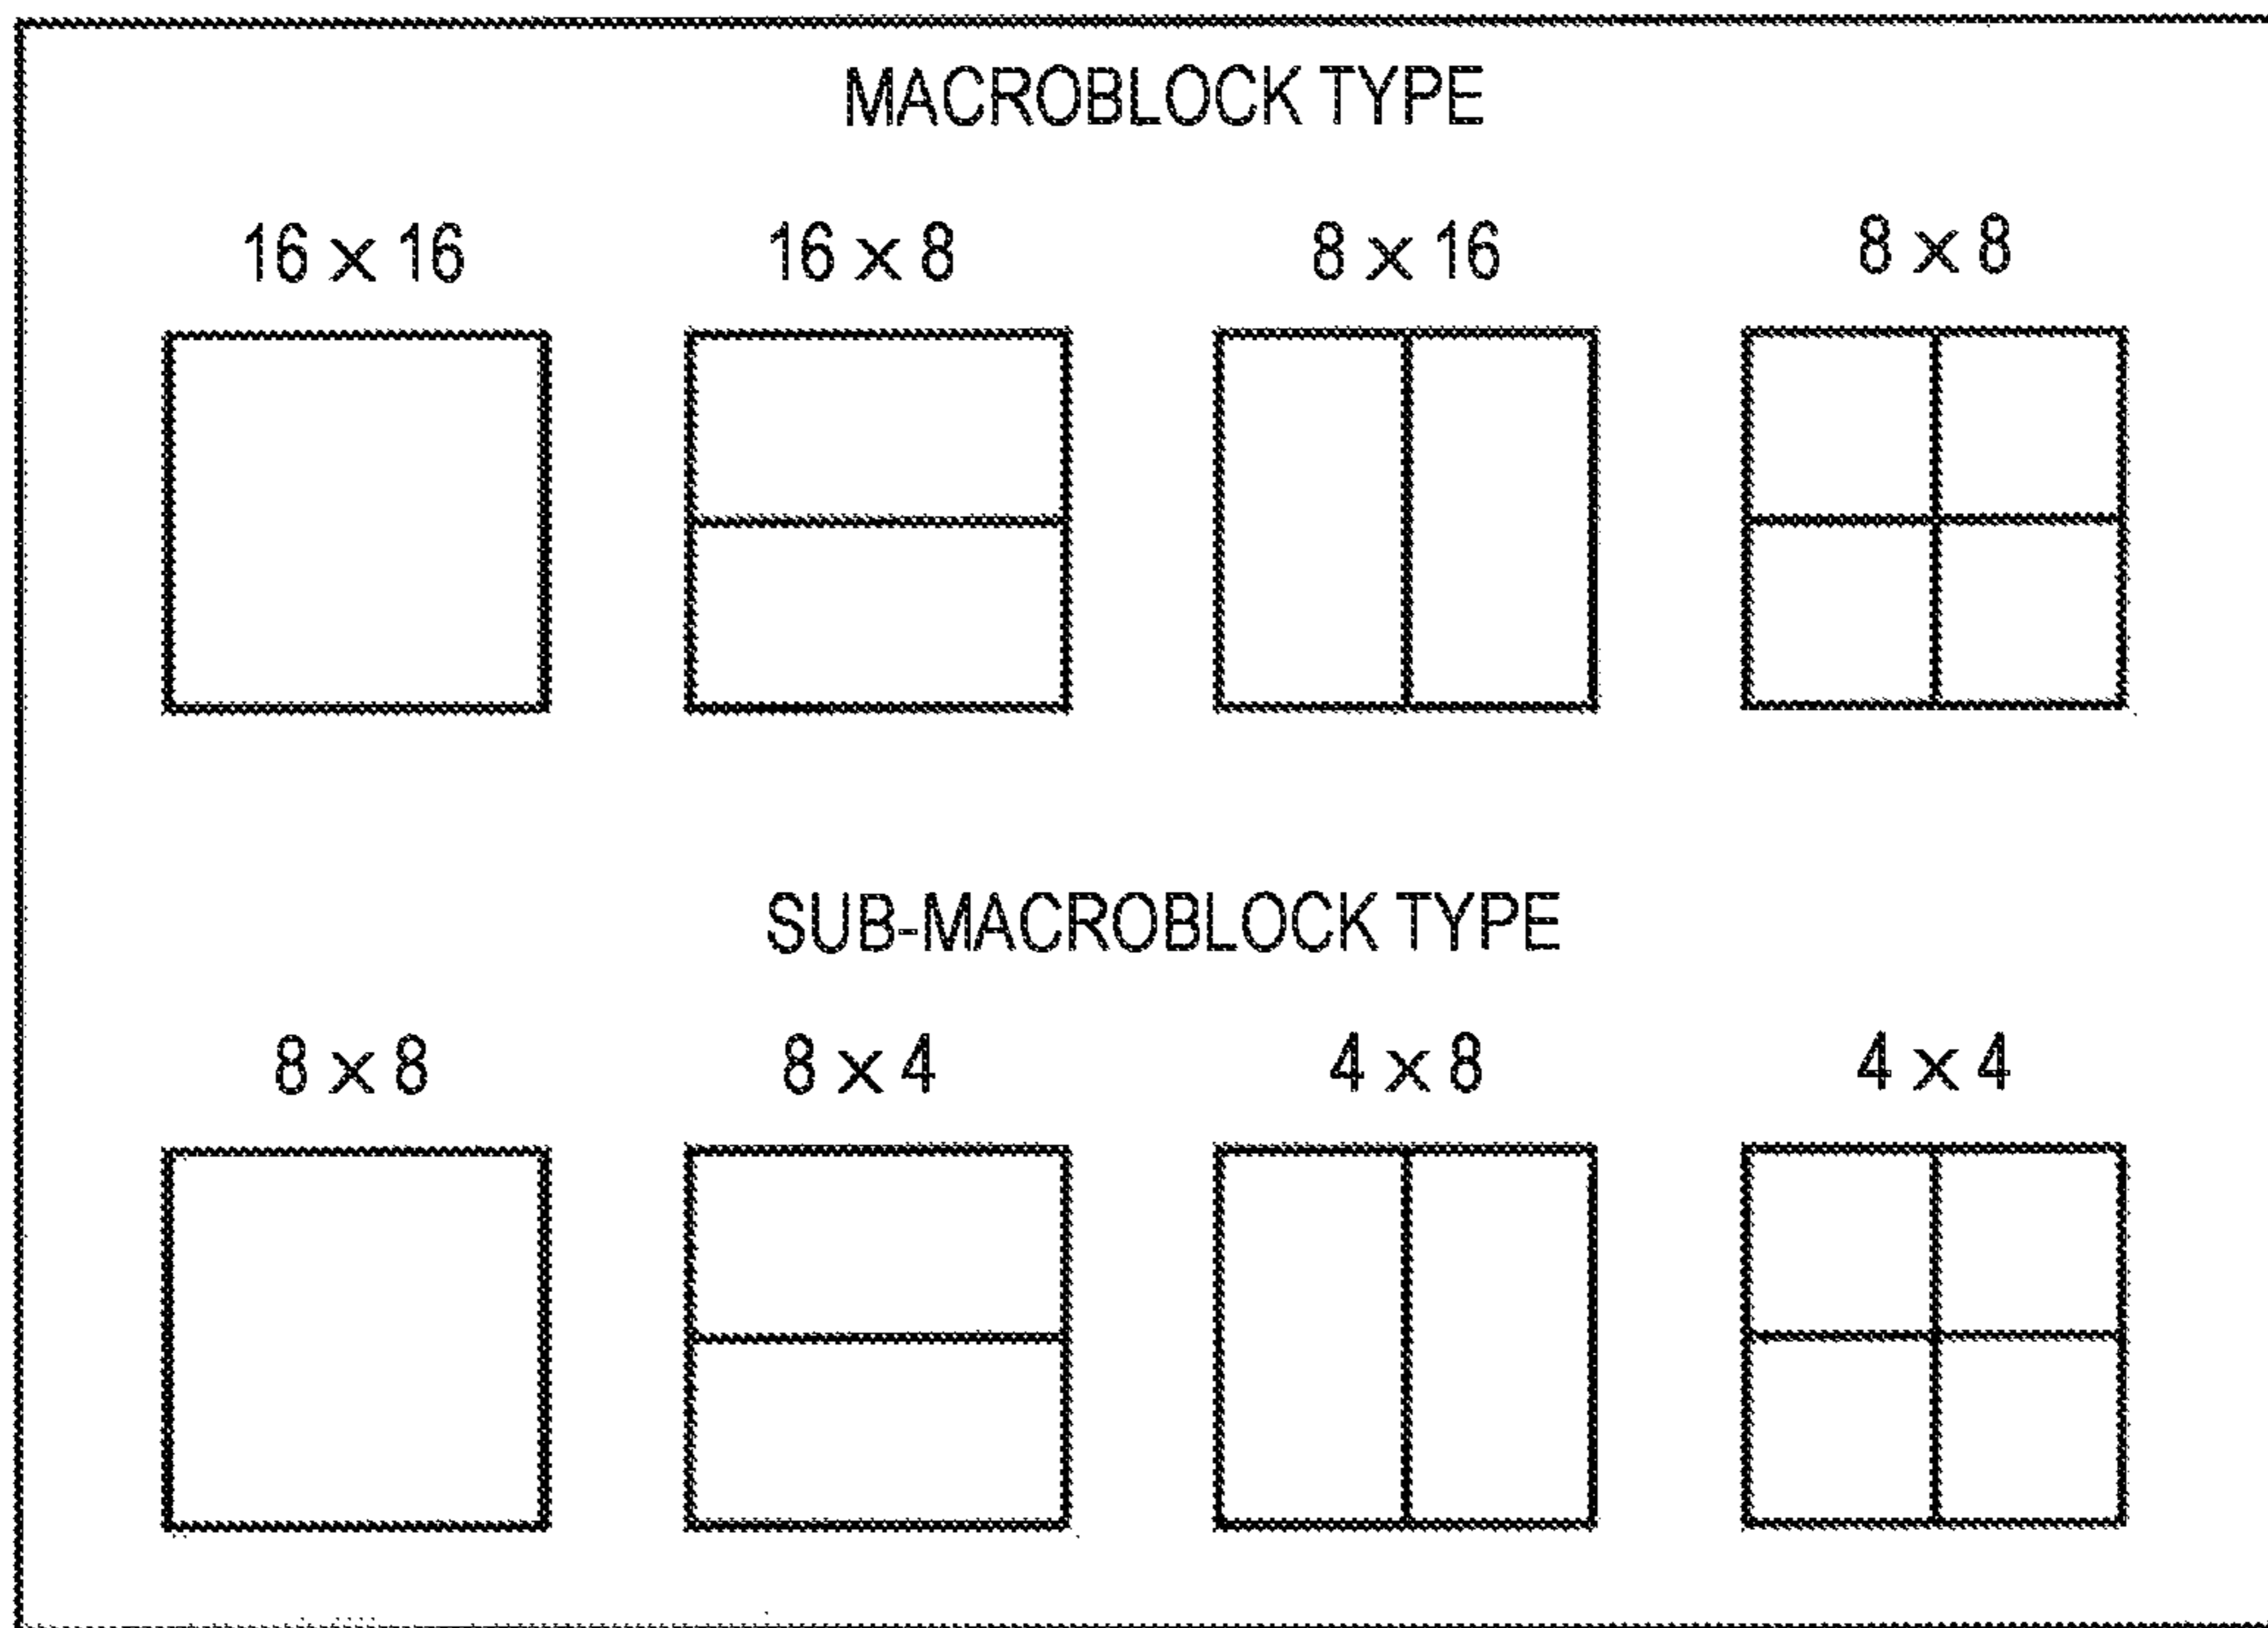 MACROBLOCK TYPE
16 x 16 16 x 8 8 x 16 8 x 8
SUB-MACROBLOCK TYPE
8 x 8 8 x 4 4 x 8 4 x 4